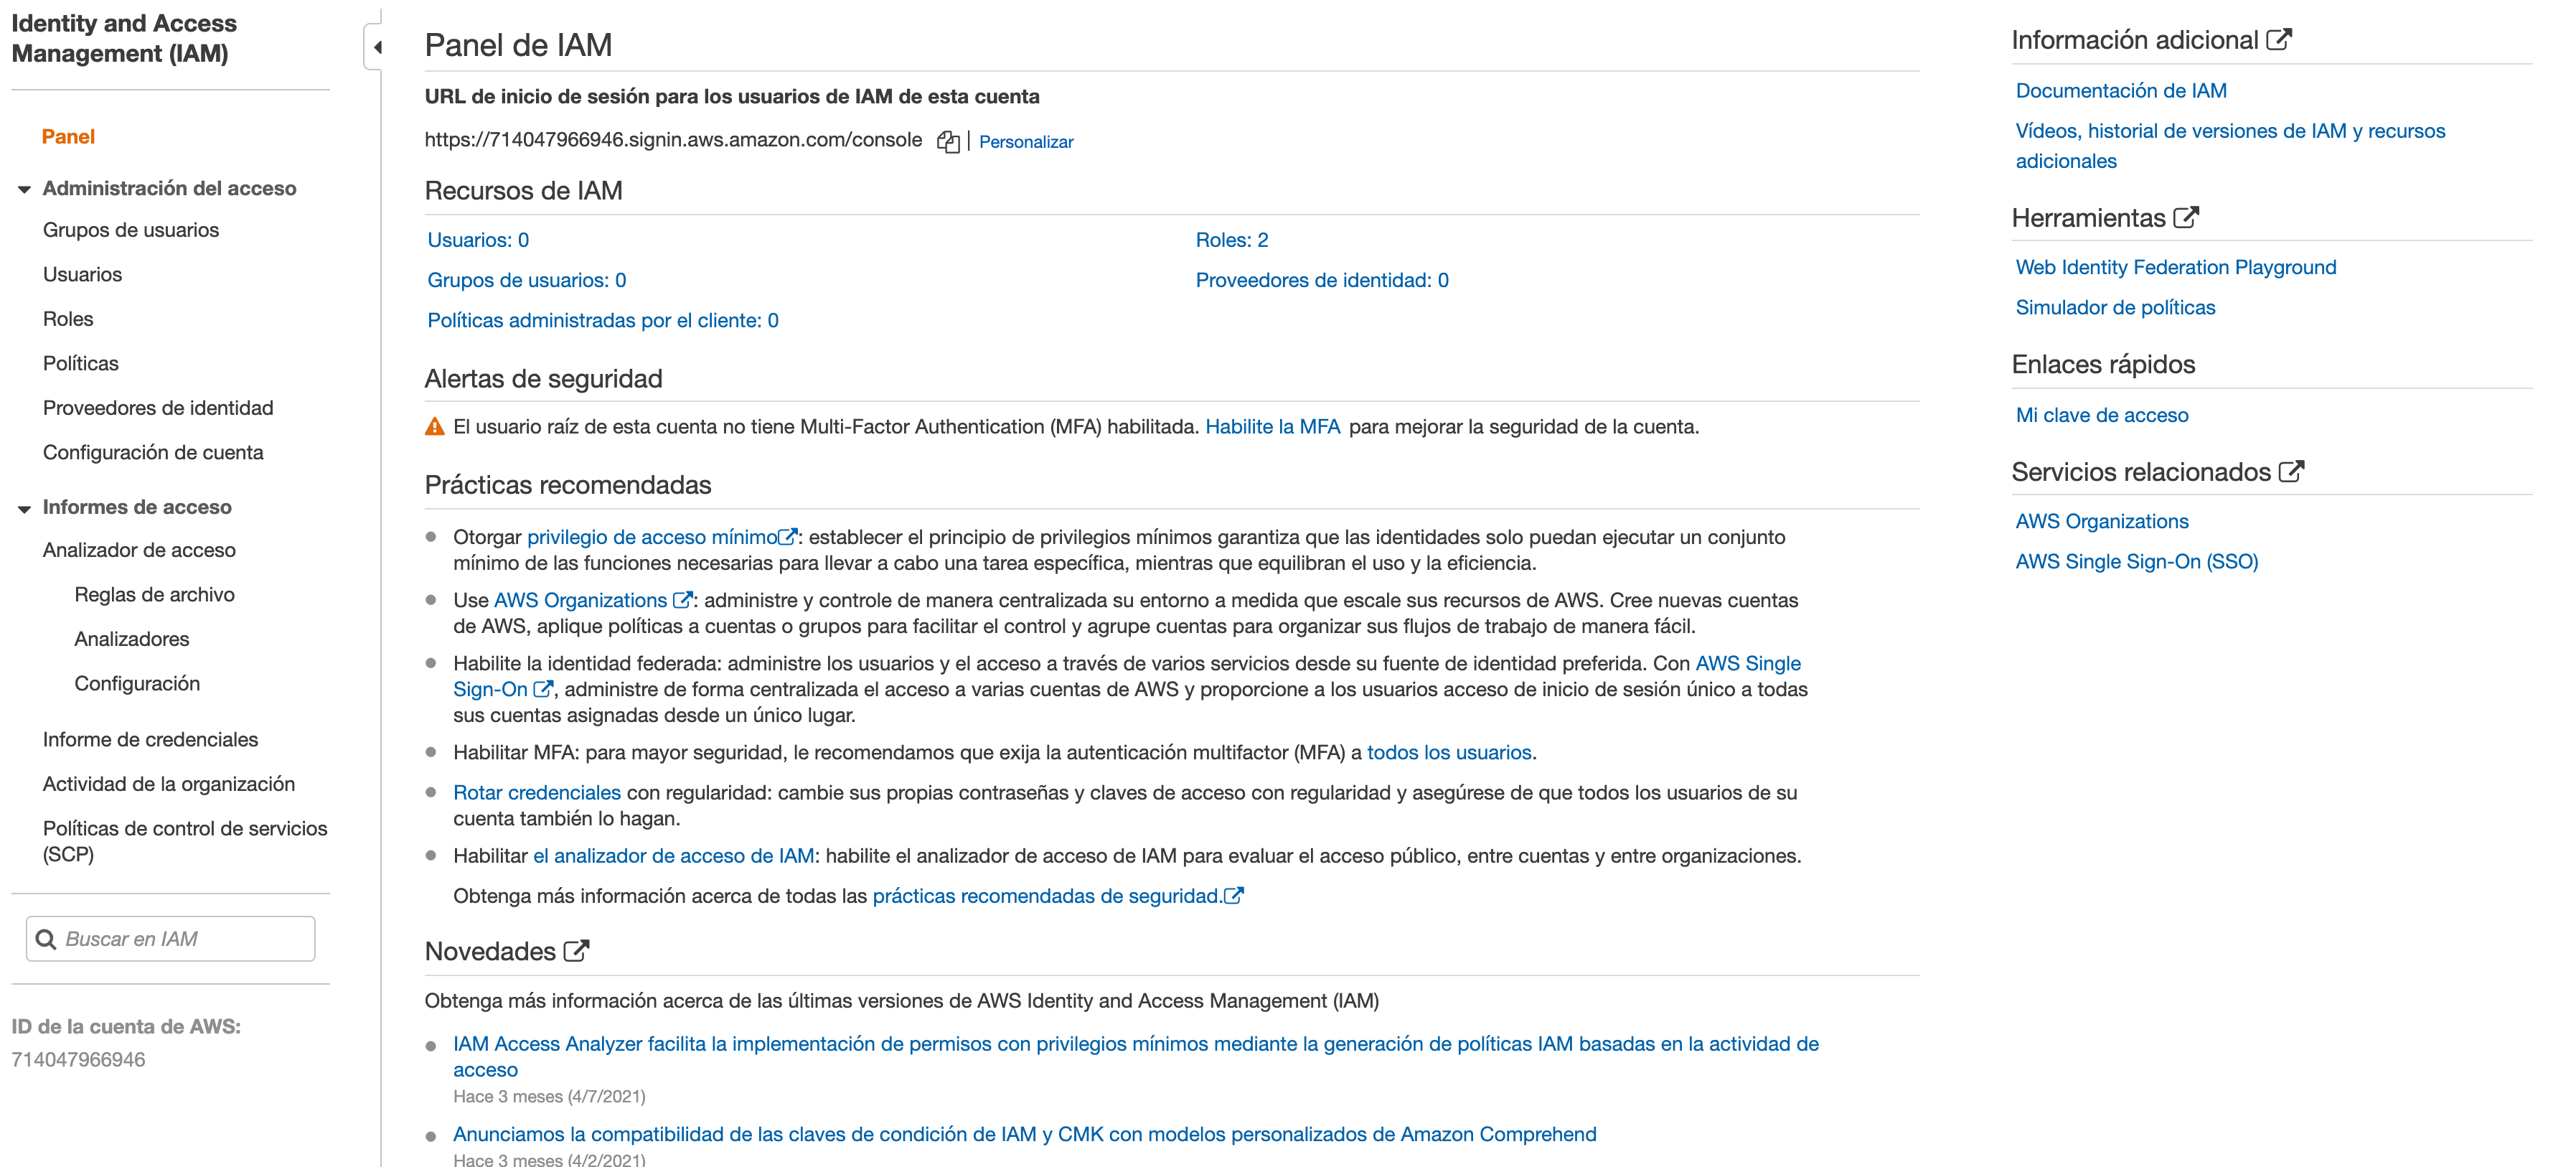 Identity and Access
Management (IAM)
Panel
Administración del acceso
Grupos de usuarios
Usuarios
Roles
Políticas
Proveedores de identidad
Configuración de cuenta
Informes de acceso
Analizador de acceso
Reglas de archivo
Analizadores
Configuración
Informe de credenciales
Actividad de la organización
Políticas de control de servicios
(SCP)
Buscar en IAM
ID de la cuenta de AWS:
714047966946
Panel de IAM
URL de inicio de sesión para los usuarios de IAM de esta cuenta
https://714047966946.signin.aws.amazon.com/console | Personalizar
Recursos de IAM
Usuarios: 0
Roles: 2
Grupos de usuarios: 0
Proveedores de identidad: 0
Políticas administradas por el cliente: 0
Alertas de seguridad
El usuario raíz de esta cuenta no tiene Multi-Factor Authentication (MFA) habilitada. Habilite la MFA para mejorar la seguridad de la cuenta.
Prácticas recomendadas
Otorgar privilegio de acceso mínimo: establecer el principio de privilegios mínimos garantiza que las identidades solo puedan ejecutar un conjunto
mínimo de las funciones necesarias para llevar a cabo una tarea específica, mientras que equilibran el uso y la eficiencia.
Use AWS Organizations : administre y controle de manera centralizada su entorno a medida que escale sus recursos de AWS. Cree nuevas cuentas
de AWS, aplique políticas a cuentas o grupos para facilitar el control y agrupe cuentas para organizar sus flujos de trabajo de manera fácil.
Habilite la identidad federada: administre los usuarios y el acceso a través de varios servicios desde su fuente de identidad preferida. Con AWS Single
Sign-On , administre de forma centralizada el acceso a varias cuentas de AWS y proporcione a los usuarios acceso de inicio de sesión único a todas
sus cuentas asignadas desde un único lugar.
Habilitar MFA: para mayor seguridad, le recomendamos que exija la autenticación multifactor (MFA) a todos los usuarios.
Rotar credenciales con regularidad: cambie sus propias contraseñas y claves de acceso con regularidad y asegúrese de que todos los usuarios de su
cuenta también lo hagan.
Habilitar el analizador de acceso de IAM: habilite el analizador de acceso de IAM para evaluar el acceso público, entre cuentas y entre organizaciones.
Obtenga más información acerca de todas las prácticas recomendadas de seguridad.
Novedades
Obtenga más información acerca de las últimas versiones de AWS Identity and Access Management (IAM)
IAM Access Analyzer facilita la implementación de permisos con privilegios mínimos mediante la generación de políticas IAM basadas en la actividad de
acceso
Hace 3 meses (4/7/2021)
Anunciamos la compatibilidad de las claves de condición de IAM y CMK con modelos personalizados de Amazon Comprehend
Hace 3 meses (4/2/2021)
Información adicional
Documentación de IAM
Vídeos, historial de versiones de IAM y recursos
adicionales
Herramientas
Web Identity Federation Playground
Simulador de políticas
Enlaces rápidos
Mi clave de acceso
Servicios relacionados
AWS Organizations
AWS Single Sign-On (SSO)